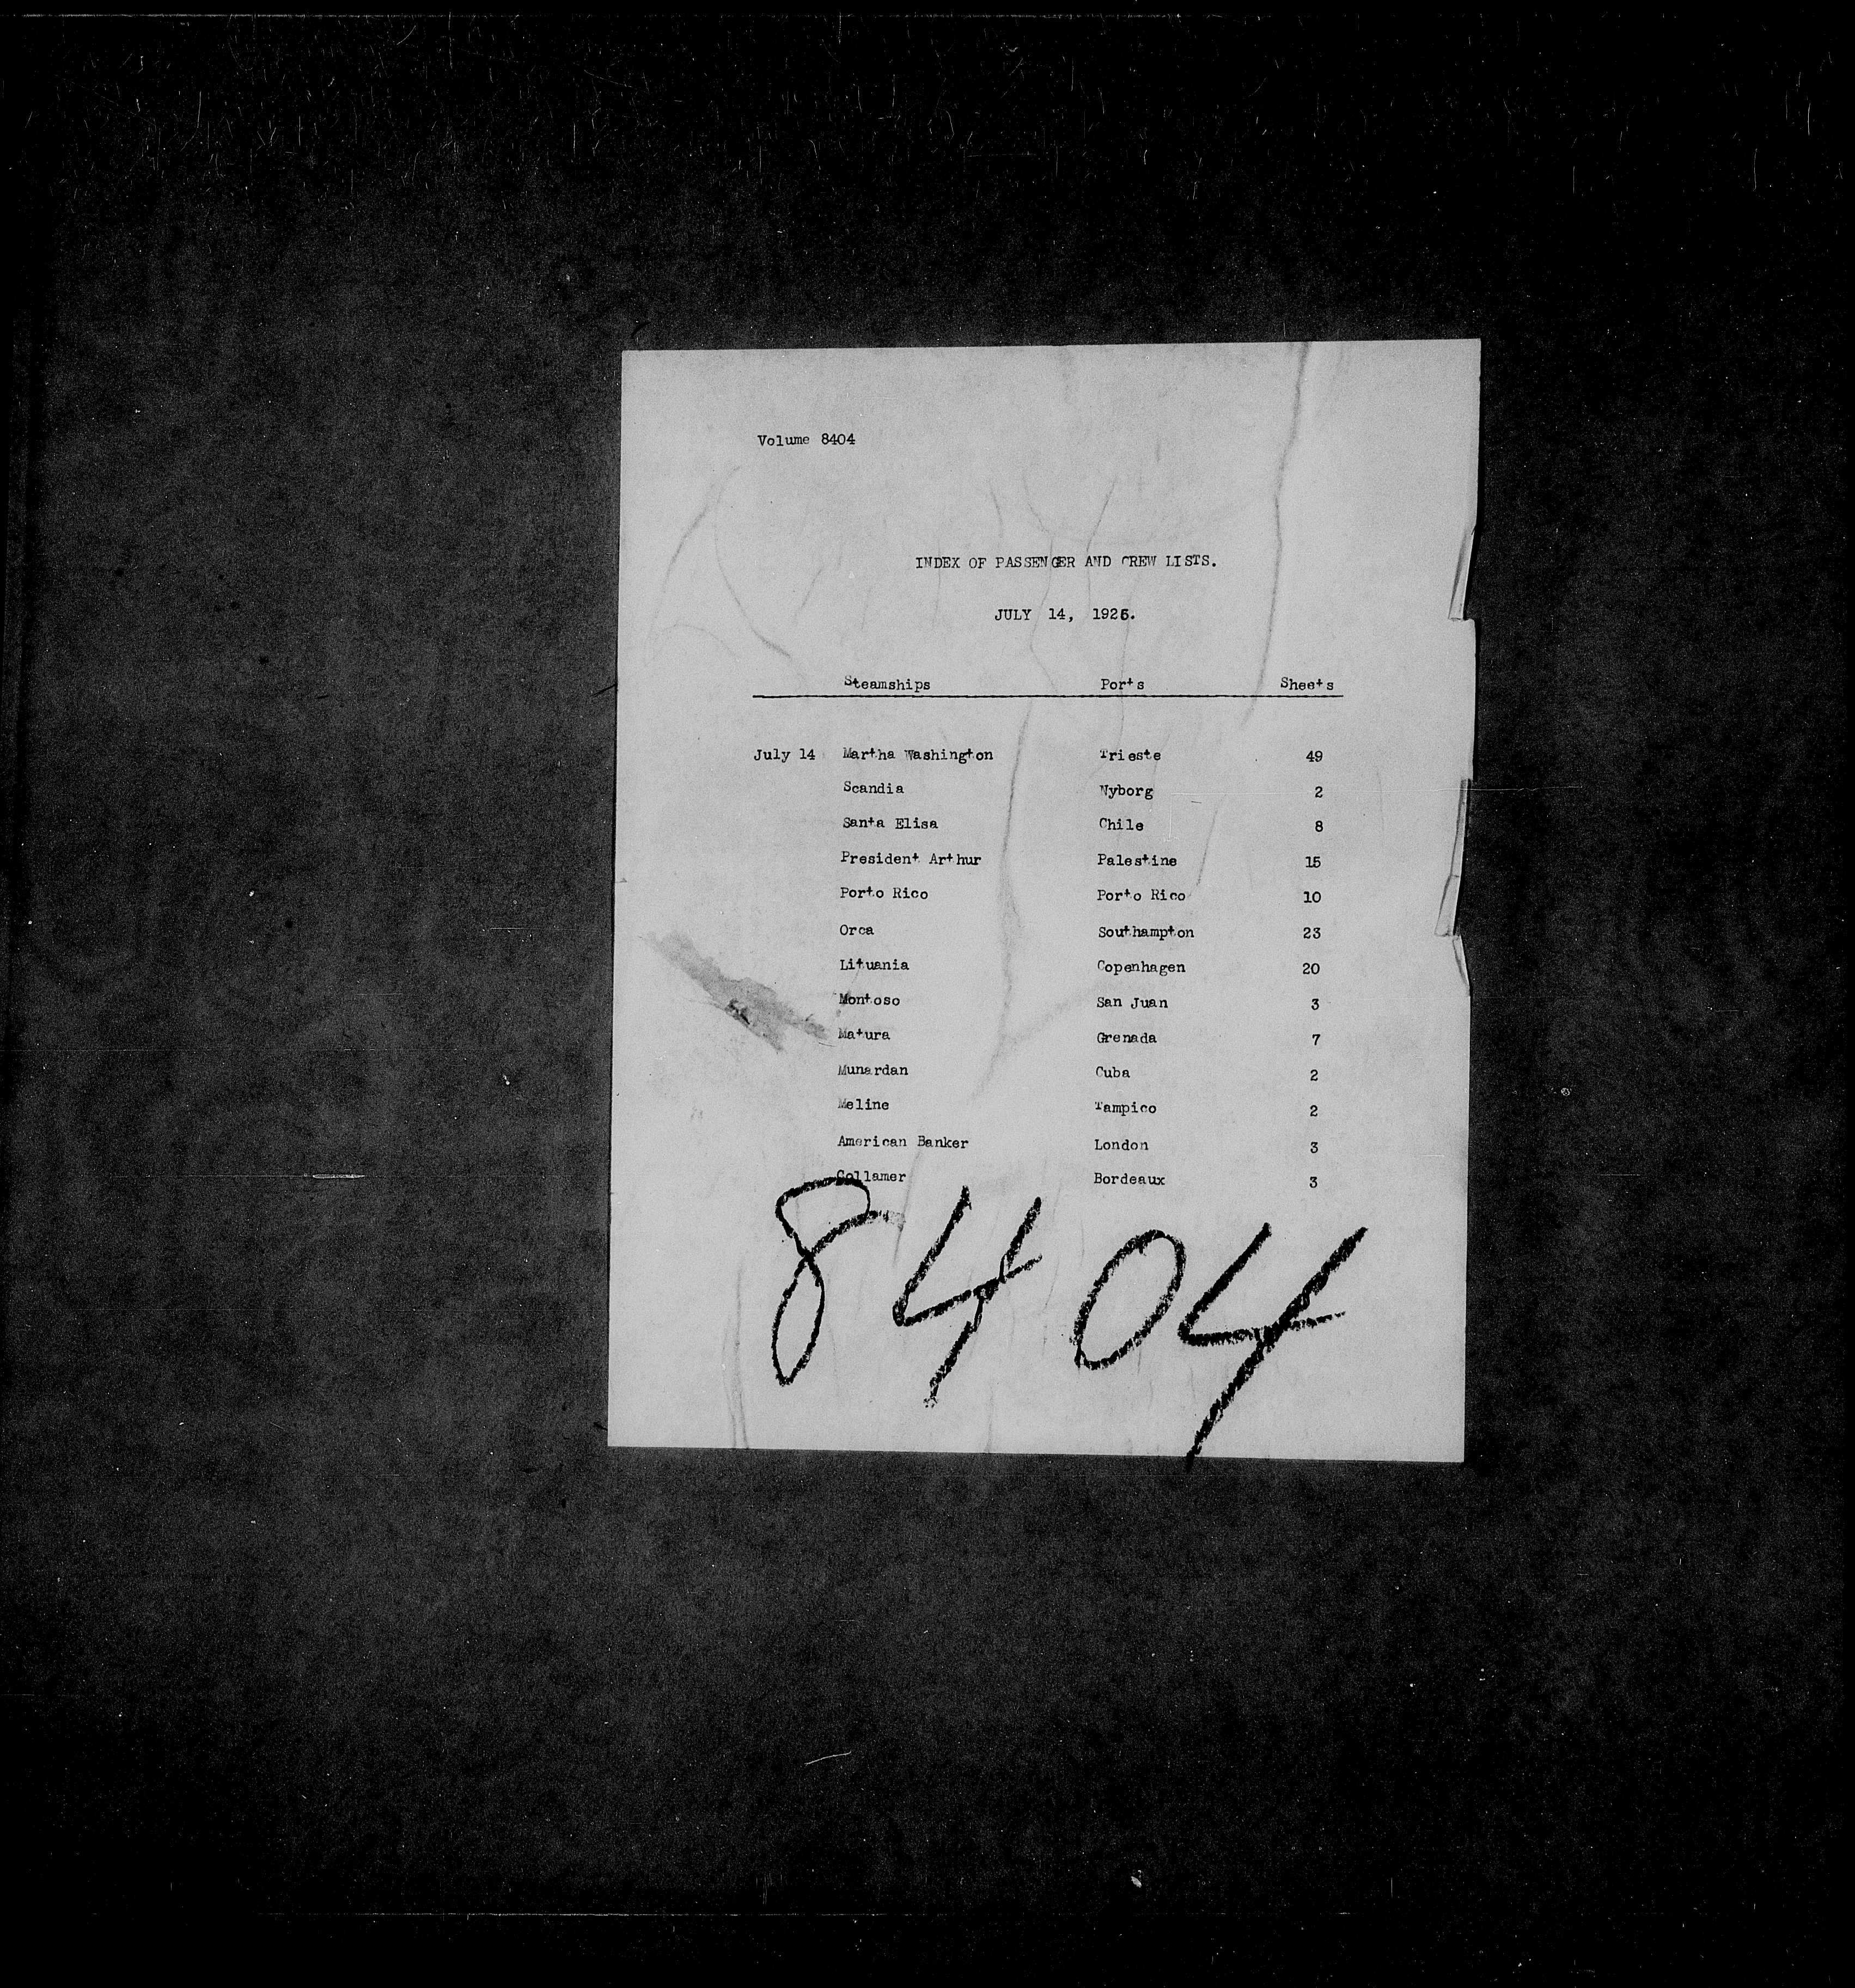 Volume 8404
INDEX OF PASSENGER AND CREW LISTS.
JULY 14, 1926.
Steamships Ports Sheets
July 14 Martha Washington Trieste 49
Scandia Nyborg 2
Santa Elisa Chile 8
President Arthur Palestine 15
Porto Rico Porto Rico 10
Orca Southampton 23
Lituania Copenhagen 20
Montoso San Juan 3
Matura Grenada 7
Munardan Cuba 2
Meline Tampico 2
American Banker London 3
Collamer Bordeaux 3
8404